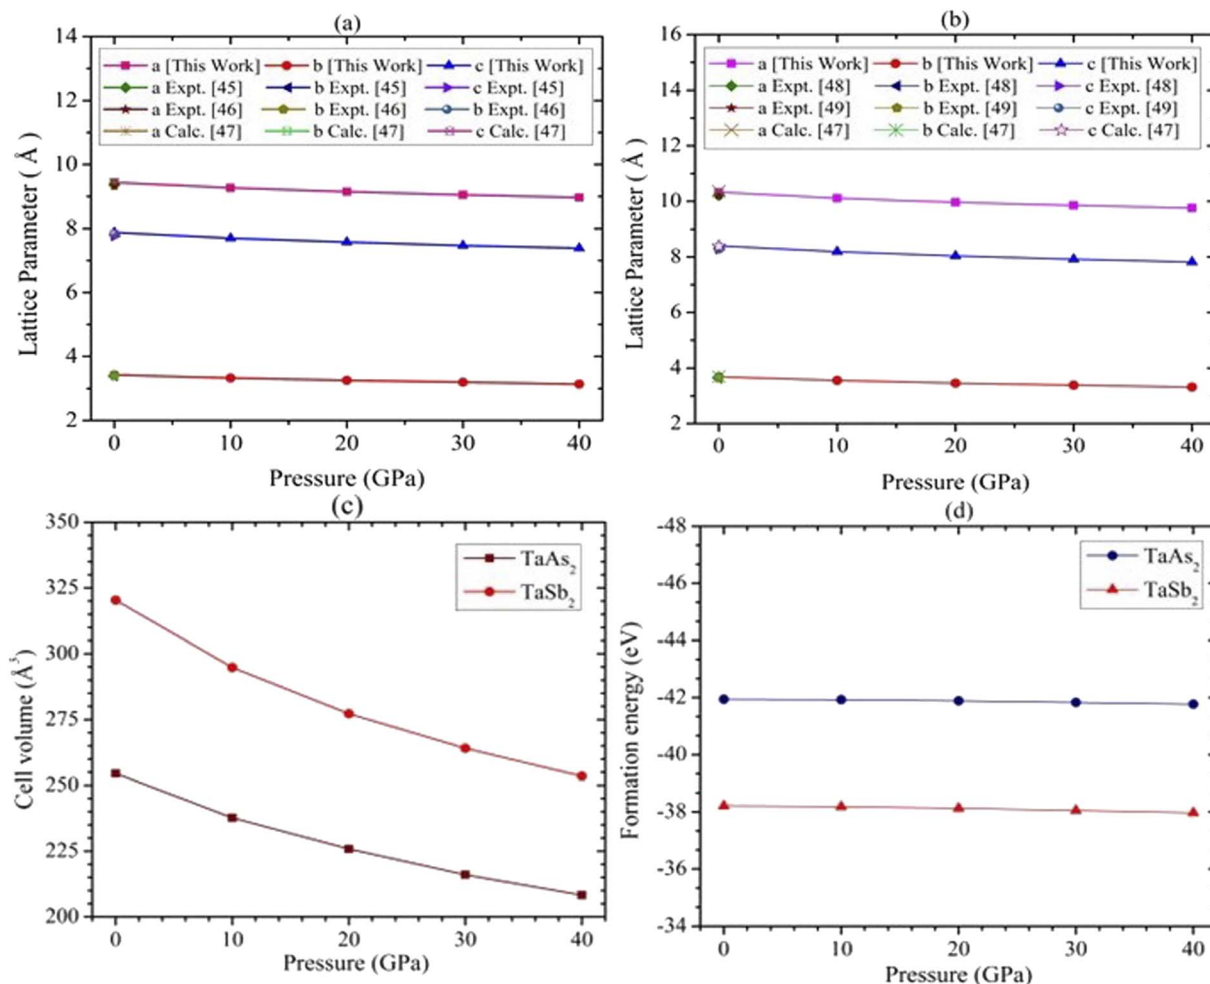 (a)
14
12
10
8
6
4
2
a [This Work] b [This Work] c [This Work]
a Expt. [45] b Expt. [45] c Expt. [45]
a Expt. [46] b Expt. [46] b Expt. [46]
a Calc. [47] b Calc. [47] c Calc. [47]
Lattice Parameter ( Å )
0 10 20 30 40
Pressure (GPa)
(b)
16
14
12
10
8
6
4
2
a [This Work] b [This Work] c [This Work]
a Expt. [48] b Expt. [48] c Expt. [48]
a Expt. [49] b Expt. [49] c Expt. [49]
a Calc. [47] b Calc. [47] c Calc. [47]
Lattice Parameter ( Å )
0 10 20 30 40
Pressure (GPa)
(c)
350
325
300
275
250
225
200
TaAs₂
TaSb₂
Cell volume (Å³)
0 10 20 30 40
Pressure (GPa)
(d)
-48
-46
-44
-42
-40
-38
-36
-34
TaAs₂
TaSb₂
Formation energy (eV)
0 10 20 30 40
Pressure (GPa)